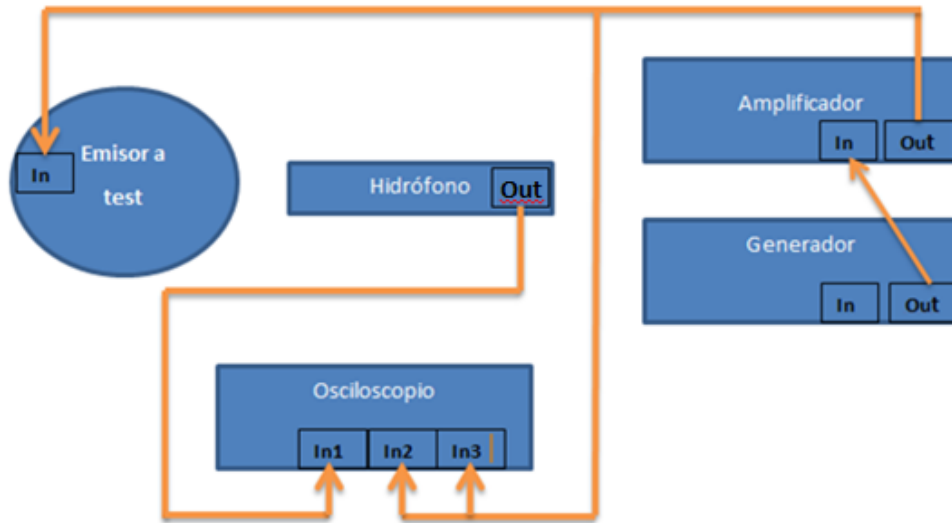 Emisor a
test
In
Hidrófono
Out
Amplificador
In Out
Generador
In Out
Osciloscopio
In1 In2 In3